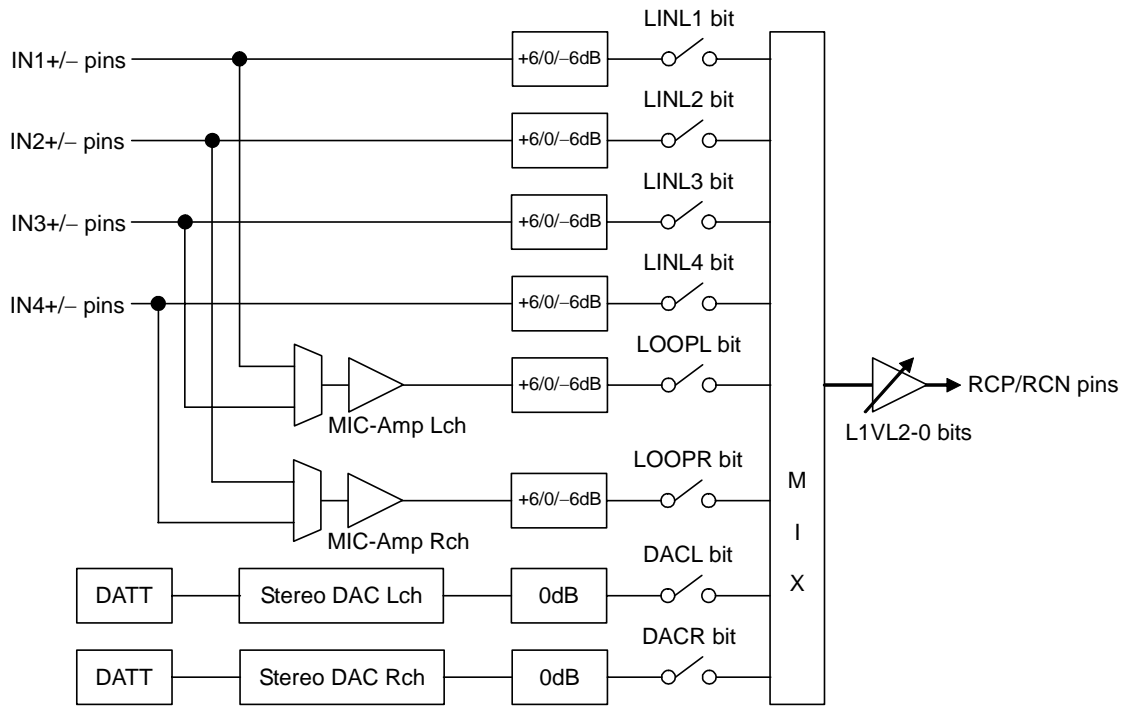 LINL1 bit
IN1+/− pins
+6/0/−6dB
LINL2 bit
IN2+/− pins
+6/0/−6dB
LINL3 bit
IN3+/− pins
+6/0/−6dB
LINL4 bit
IN4+/− pins
+6/0/−6dB
LOOPL bit
+6/0/−6dB
MIC-Amp Lch
RCP/RCN pins
L1VL2-0 bits
LOOPR bit
+6/0/−6dB
MIC-Amp Rch
M
I
X
DACL bit
DATT
Stereo DAC Lch
0dB
DACR bit
DATT
Stereo DAC Rch
0dB